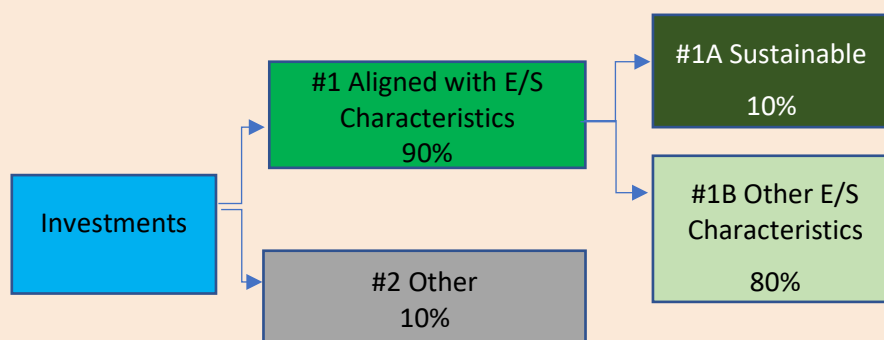 Investments
#1 Aligned with E/S
Characteristics
90%
#2 Other
10%
#1A Sustainable
10%
#1B Other E/S
Characteristics
80%